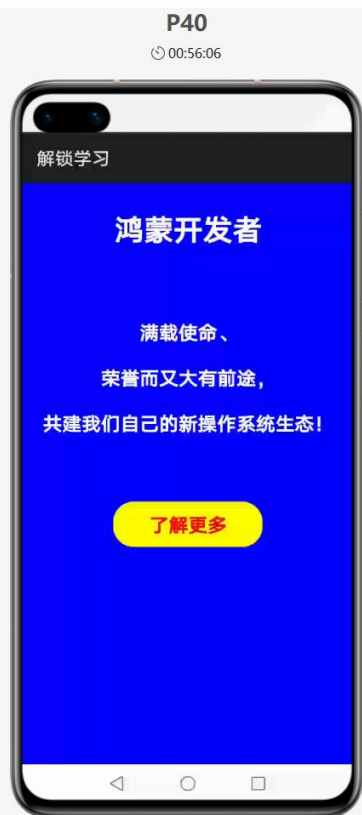 P40
00:56:06
解锁学习
鸿蒙开发者
满载使命、
荣誉而又大有前途，
共建我们自己的新操作系统生态！
了解更多